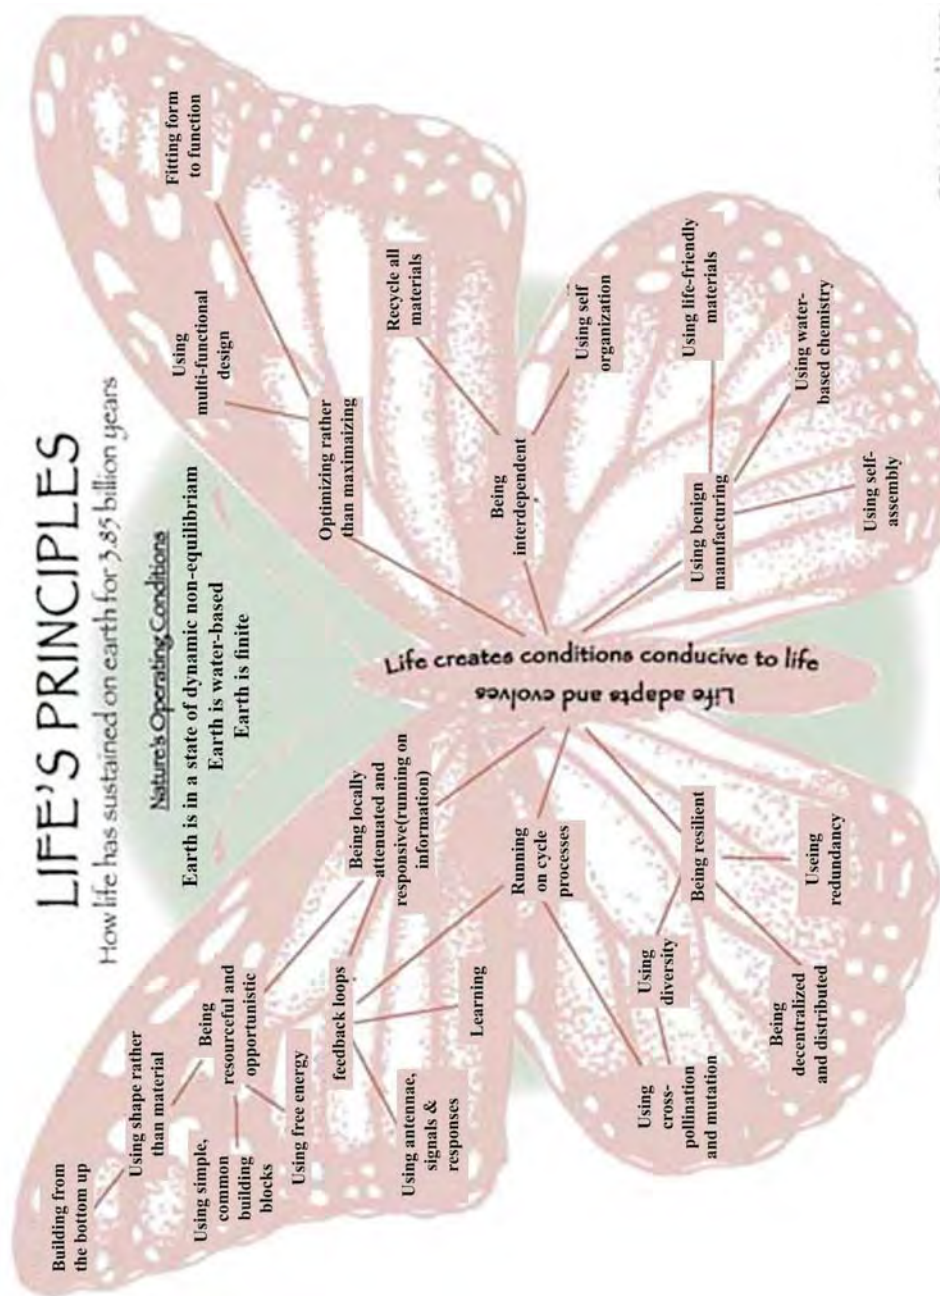 LIFE'S PRINCIPLES
How life has sustained on earth for 3.85 billion years
Nature's Operating Conditions
Earth is in a state of dynamic non-equilibriam
Earth is water-based
Earth is finite
Building from
the bottom up
Using shape rather
than material
Being
resourceful and
opportunistic
Using simple,
common
building
blocks
Using free energy
Being locally
attenuated and
responsive(running on
information)
feedback loops
Using antennae,
signals &
responses
Learning
Running
on cycle
processes
Using
cross-
pollination
and mutation
Using
diversity
Being resilient
Being
decentralized
and distributed
Useing
redundancy
Life adapts and evolves
Life creates conditions conducive to life
Using
multi-functional
design
Fitting form
to function
Optimizing rather
than maximaizing
Recycle all
materials
Being
interdependent
Using self
organization
Using benign
manufacturing
Using life-friendly
materials
Using water-
based chemistry
Using self-
assembly